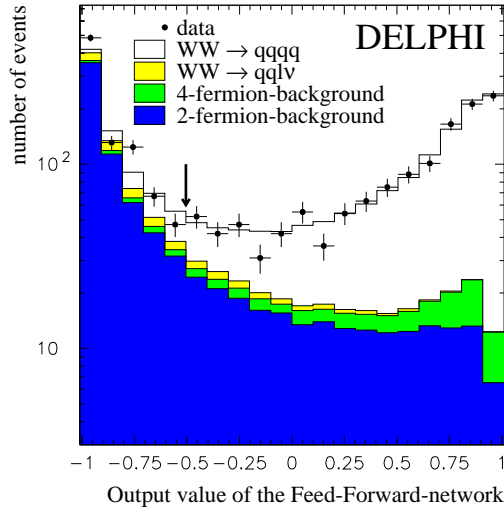 DELPHI
data
WW → qqqq
WW → qqlν
4-fermion-background
2-fermion-background
number of events
10²
10
−1 −0.75 −0.5 −0.25 0 0.25 0.5 0.75 1
Output value of the Feed-Forward-network